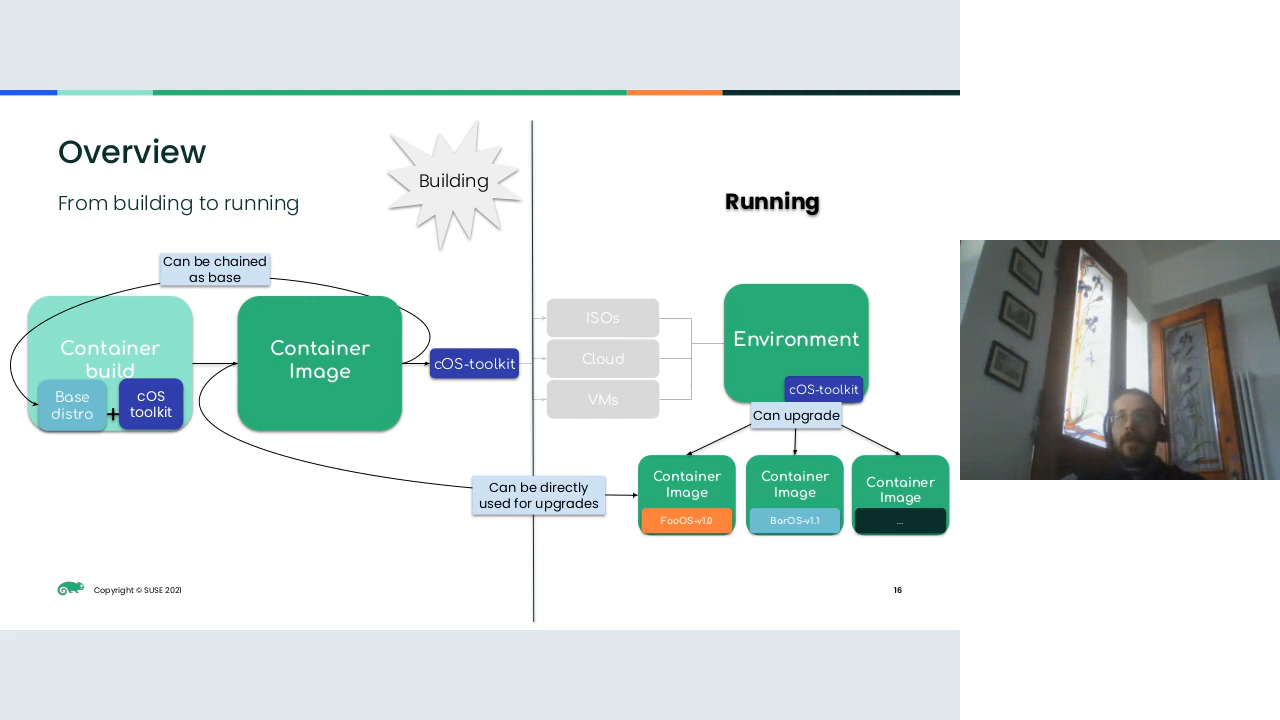 Overview
From building to running
Building
Running
Can be chained
as base
Container
build
Base
distro
+
cOS
toolkit
Container
Image
cOS-toolkit
ISOs
Cloud
VMs
Environment
cOS-toolkit
Can upgrade
Can be directly
used for upgrades
Container
Image
FooOS-v1.0
Container
Image
BarOS-v1.1
Container
Image
...
Copyright © SUSE 2021
16